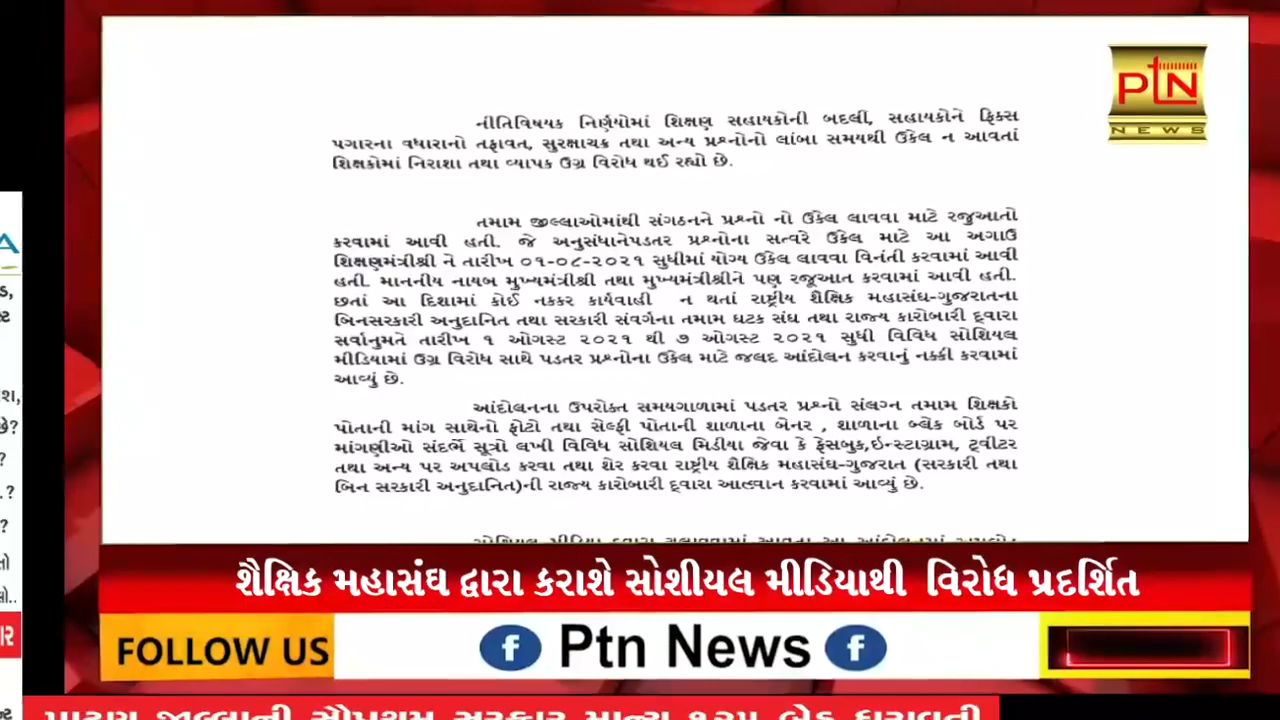 PTN
NEWS
નીતિવિષયક નિર્ણયોમાં શિક્ષણ સહાયકોની બદલી, સહાયકોને ફિક્સ
પગારના વધારાનો તફાવત, સુરક્ષાચક્ર તથા અન્ય પ્રશ્નોનો લાંબા સમયથી ઉકેલ ન આવતાં
શિક્ષકોમાં નિરાશા તથા વ્યાપક ઉગ્ર વિરોધ થઈ રહ્યો છે.
તમામ જીલ્લાઓમાંથી સંગઠનને પ્રશ્નો નો ઉકેલ લાવવા માટે રજુઆતો
કરવામાં આવી હતી. જે અનુસંધાનેપડતર પ્રશ્નોના સત્વરે ઉકેલ માટે આ અગાઉ
શિક્ષણમંત્રીશ્રી ને તારીખ ૦૧-૦૮-૨૦૨૧ સુધીમાં યોગ્ય ઉકેલ લાવવા વિનંતી કરવામાં આવી
હતી. માનનીય નાયબ મુખ્યમંત્રીશ્રી તથા મુખ્યમંત્રીશ્રીને પણ રજૂઆત કરવામાં આવી હતી.
છતાં આ દિશામાં કોઈ નક્કર કાર્યવાહી ન થતાં રાષ્ટ્રીય શૈક્ષિક મહાસંઘ-ગુજરાતના
બિનસરકારી અનુદાનિત તથા સરકારી સંવર્ગના તમામ ઘટક સંઘ તથા રાજ્ય કારોબારી દ્વારા
સર્વાનુમતે તારીખ ૧ ઓગસ્ટ ૨૦૨૧ થી ૭ ઓગસ્ટ ૨૦૨૧ સુધી વિવિધ સોશિયલ
મીડિયામાં ઉગ્ર વિરોધ સાથે પડતર પ્રશ્નોના ઉકેલ માટે જલદ આંદોલન કરવાનું નક્કી કરવામાં
આવ્યું છે.
આંદોલનના ઉપરોક્ત સમયગાળામાં પડતર પ્રશ્નો સંલગ્ન તમામ શિક્ષકો
પોતાની માંગ સાથેનો ફોટો તથા સેલ્ફી પોતાની શાળાના બેનર , શાળાના બ્લેક બોર્ડ પર
માંગણીઓ સંદર્ભે સૂત્રો લખી વિવિધ સોશિયલ મિડીયા જેવા કે ફેસબુક,ઇન્સ્ટાગ્રામ, ટ્વીટર
તથા અન્ય પર અપલોડ કરવા તથા શેર કરવા રાષ્ટ્રીય શૈક્ષિક મહાસંઘ-ગુજરાત (સરકારી તથા
બિન સરકારી અનુદાનિત)ની રાજ્ય કારોબારી દ્વારા આહ્વાન કરવામાં આવ્યું છે.
શૈક્ષિક મહાસંઘ દ્વારા કરાશે સોશીયલ મીડિયાથી વિરોધ પ્રદર્શિત
FOLLOW US
f Ptn News f
પાટણ જીલ્લાની સૌપ્રથમ સરકાર માન્ય ૧૨૫ બેડ ધરાવતી